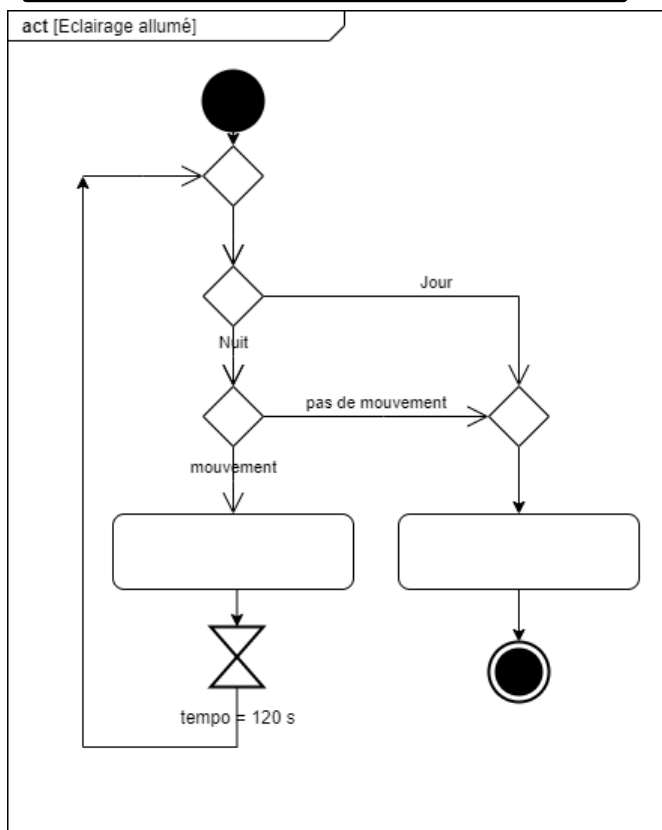 act [Eclairage allumé]
Jour
Nuit
pas de mouvement
mouvement
tempo = 120 s